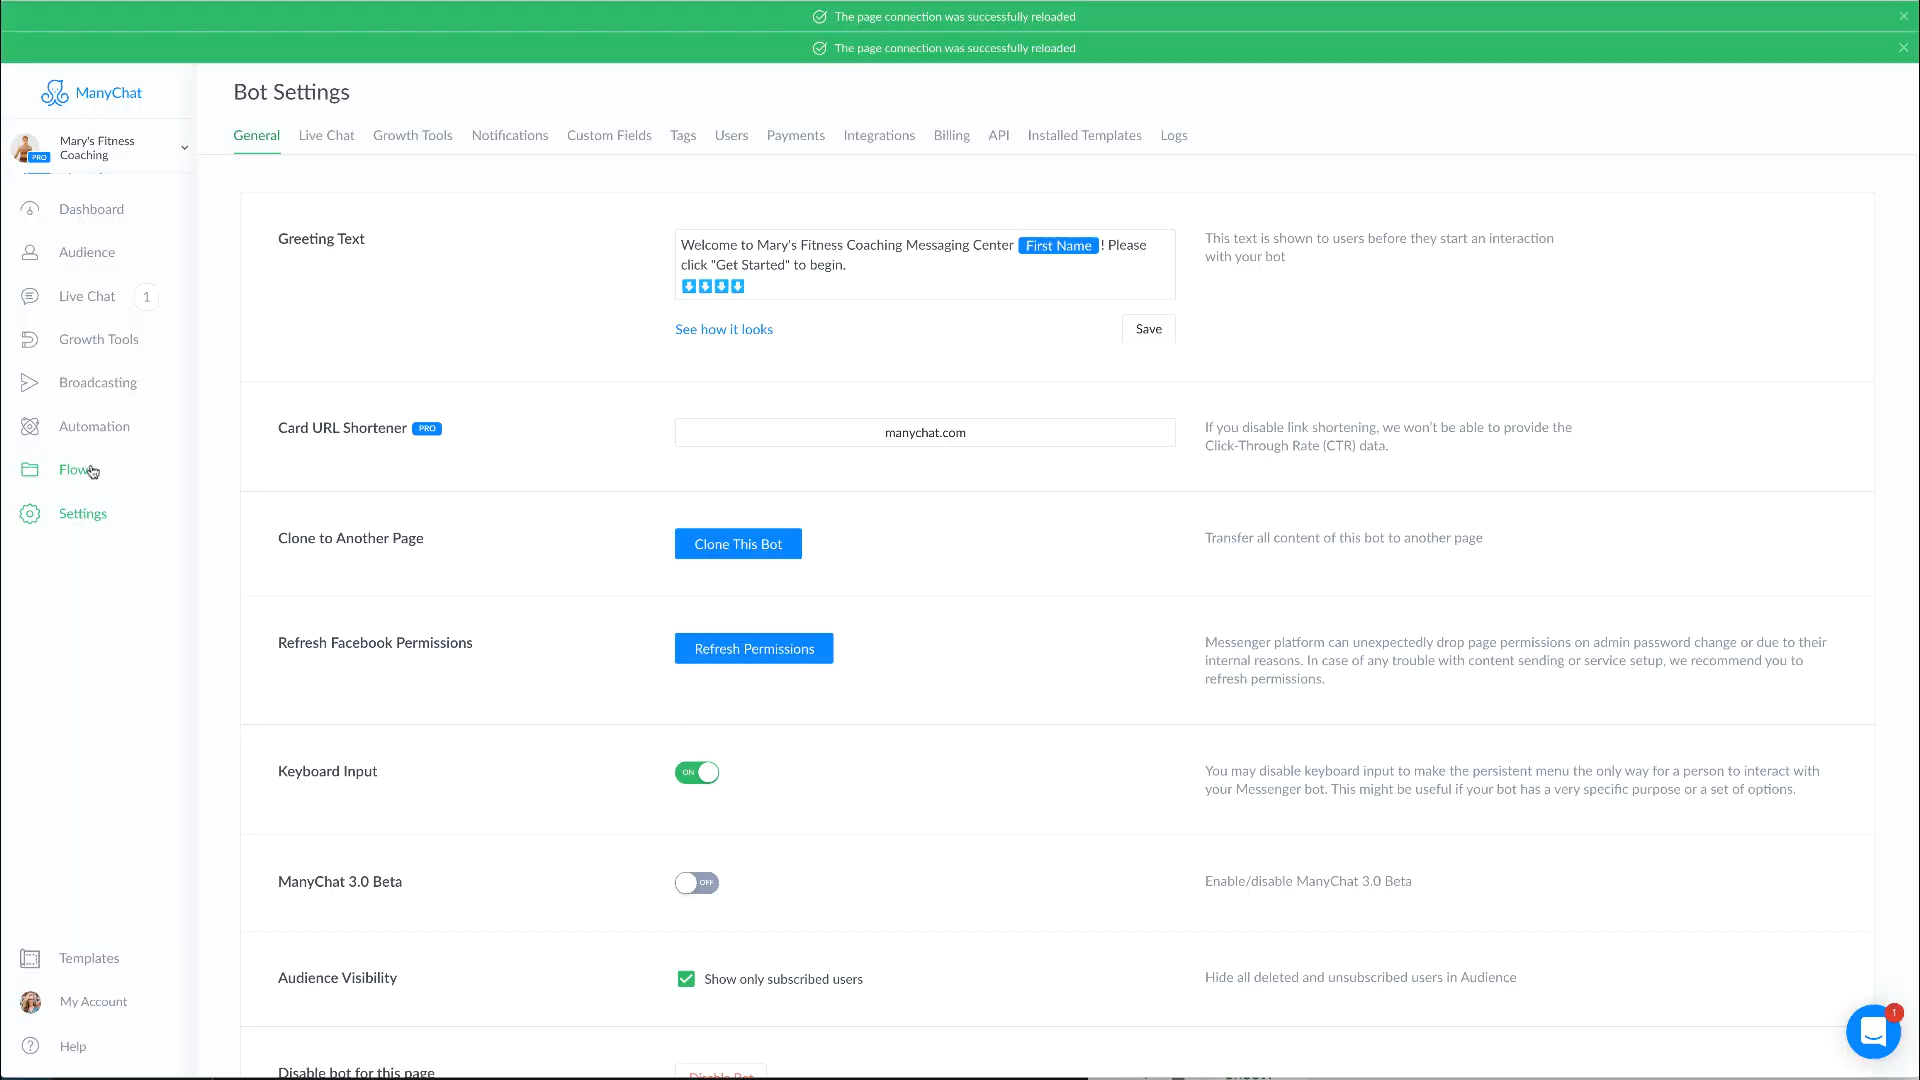 The page connection was successfully reloaded
The page connection was successfully reloaded
ManyChat
Mary's Fitness
Coaching
PRO
Dashboard
Audience
Live Chat 1
Growth Tools
Broadcasting
Automation
Flow
Settings
Templates
My Account
Help
Bot Settings
General Live Chat Growth Tools Notifications Custom Fields Tags Users Payments Integrations Billing API Installed Templates Logs
Greeting Text
Welcome to Mary's Fitness Coaching Messaging Center First Name ! Please
click "Get Started" to begin.
⬇️⬇️⬇️⬇️
See how it looks
Save
This text is shown to users before they start an interaction
with your bot
Card URL Shortener PRO
manychat.com
If you disable link shortening, we won't be able to provide the
Click-Through Rate (CTR) data.
Clone to Another Page
Clone This Bot
Transfer all content of this bot to another page
Refresh Facebook Permissions
Refresh Permissions
Messenger platform can unexpectedly drop page permissions on admin password change or due to their
internal reasons. In case of any trouble with content sending or service setup, we recommend you to
refresh permissions.
Keyboard Input
ON
You may disable keyboard input to make the persistent menu the only way for a person to interact with
your Messenger bot. This might be useful if your bot has a very specific purpose or a set of options.
ManyChat 3.0 Beta
OFF
Enable/disable ManyChat 3.0 Beta
Audience Visibility
Show only subscribed users
Hide all deleted and unsubscribed users in Audience
Disable bot for this page
Disable Bot
1